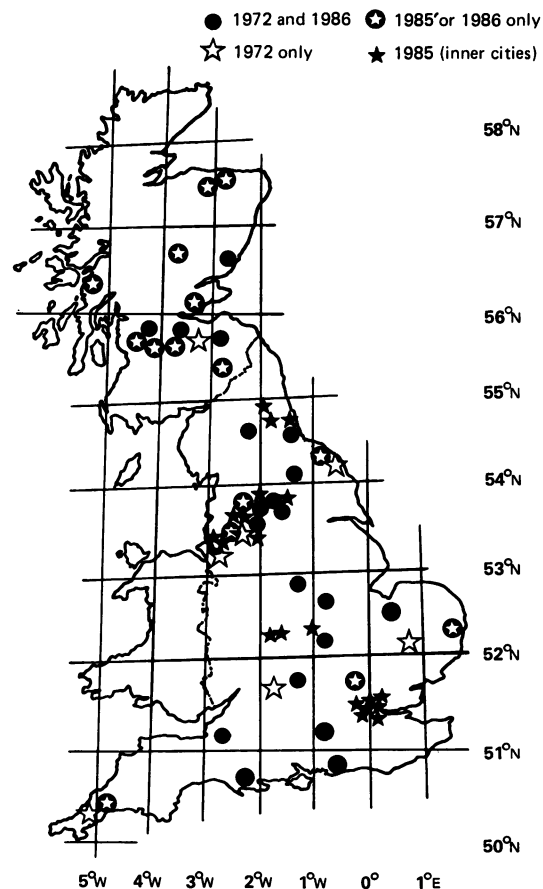 1972 and 1986
1985 or 1986 only
1972 only
1985 (inner cities)
58°N
57°N
56°N
55°N
54°N
53°N
52°N
51°N
50°N
5°W 4°W 3°W 2°W 1°W 0° 1°E